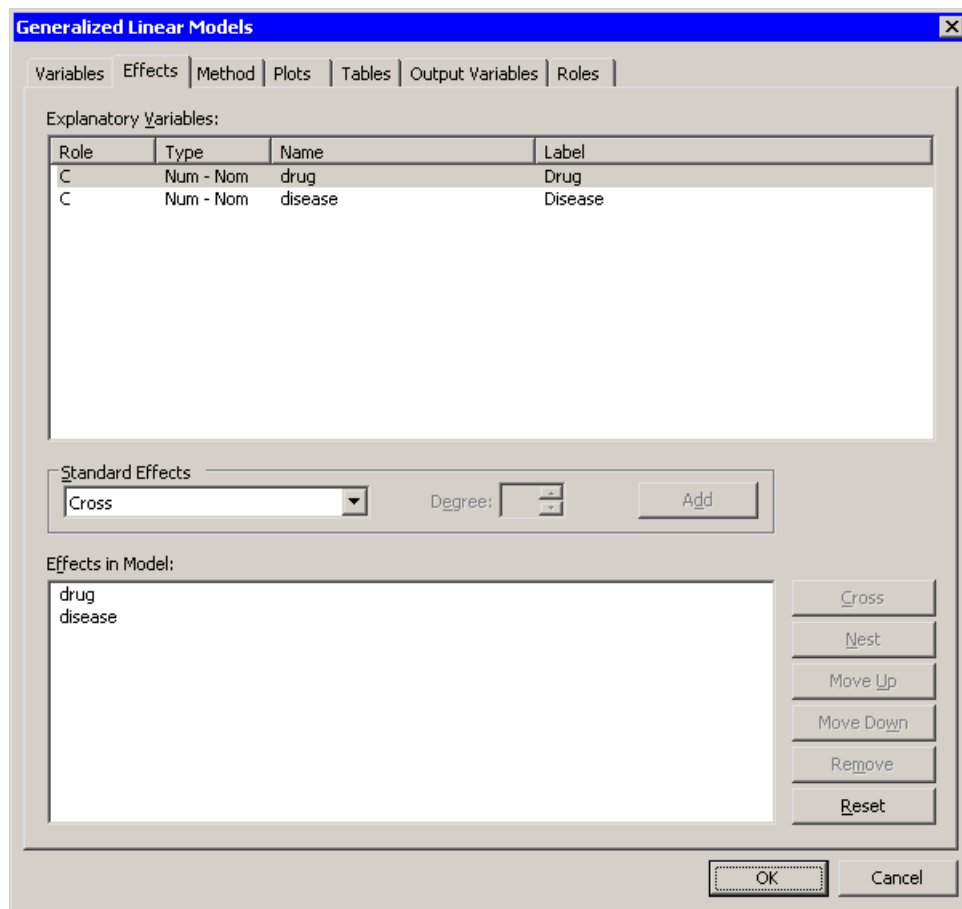 Generalized Linear Models
Variables Effects Method Plots Tables Output Variables Roles
Explanatory Variables:
Role Type Name Label
C Num - Nom drug Drug
C Num - Nom disease Disease
Standard Effects
Cross Degree: Add
Effects in Model:
drug
disease
Cross
Nest
Move Up
Move Down
Remove
Reset
OK Cancel